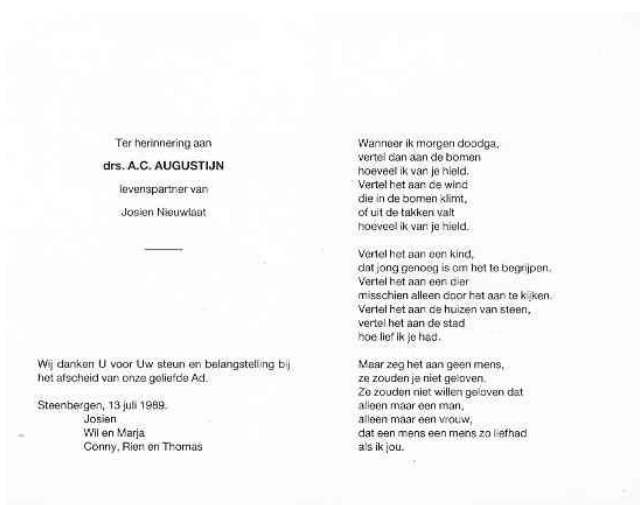 Ter herinnering aan
drs. A.C. AUGUSTIJN
levenspartner van
Josien Nieuwlaat
Wij danken U voor Uw steun en belangstelling bij
het afscheid van onze geliefde Ad.
Steenbergen, 13 juli 1989.
Josien
Wil en Marja
Conny, Rien en Thomas
Wanneer ik morgen doodga,
vertel dan aan de bomen
hoeveel ik van je hield.
Vertel het aan de wind
die in de bomen klimt,
of uit de takken valt
hoeveel ik van je hield.
Vertel het aan een kind,
dat jong genoeg is om het te begrijpen.
Vertel het aan een dier
misschien alleen door het aan te kijken.
Vertel het aan de huizen van steen,
vertel het aan de stad
hoe lief ik je had.
Maar zeg het aan geen mens,
ze zouden je niet geloven.
Ze zouden niet willen geloven dat
alleen maar een man,
alleen maar een vrouw,
dat een mens een mens zo liefhad
als ik jou.